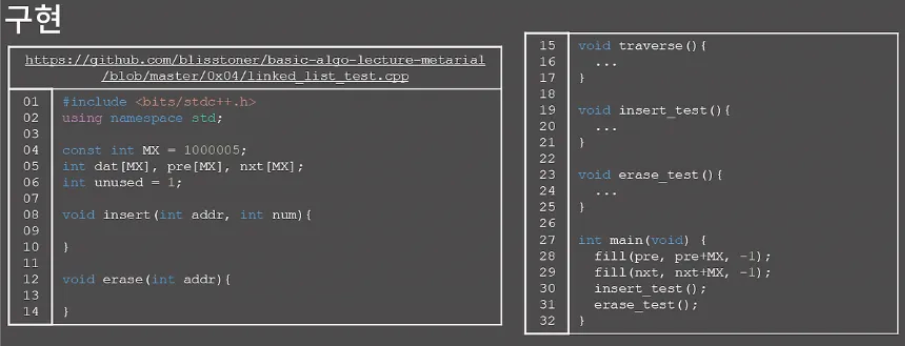 구현
https://github.com/blisstoner/basic-algo-lecture-metarial
/blob/master/0x04/linked_list_test.cpp
01 #include <bits/stdc++.h>
02 using namespace std;
03
04 const int MX = 1000005;
05 int dat[MX], pre[MX], nxt[MX];
06 int unused = 1;
07
08 void insert(int addr, int num){
09
10 }
11
12 void erase(int addr){
13
14 }
15 void traverse(){
16   ...
17 }
18
19 void insert_test(){
20   ...
21 }
22
23 void erase_test(){
24   ...
25 }
26
27 int main(void) {
28   fill(pre, pre+MX, -1);
29   fill(nxt, nxt+MX, -1);
30   insert_test();
31   erase_test();
32 }